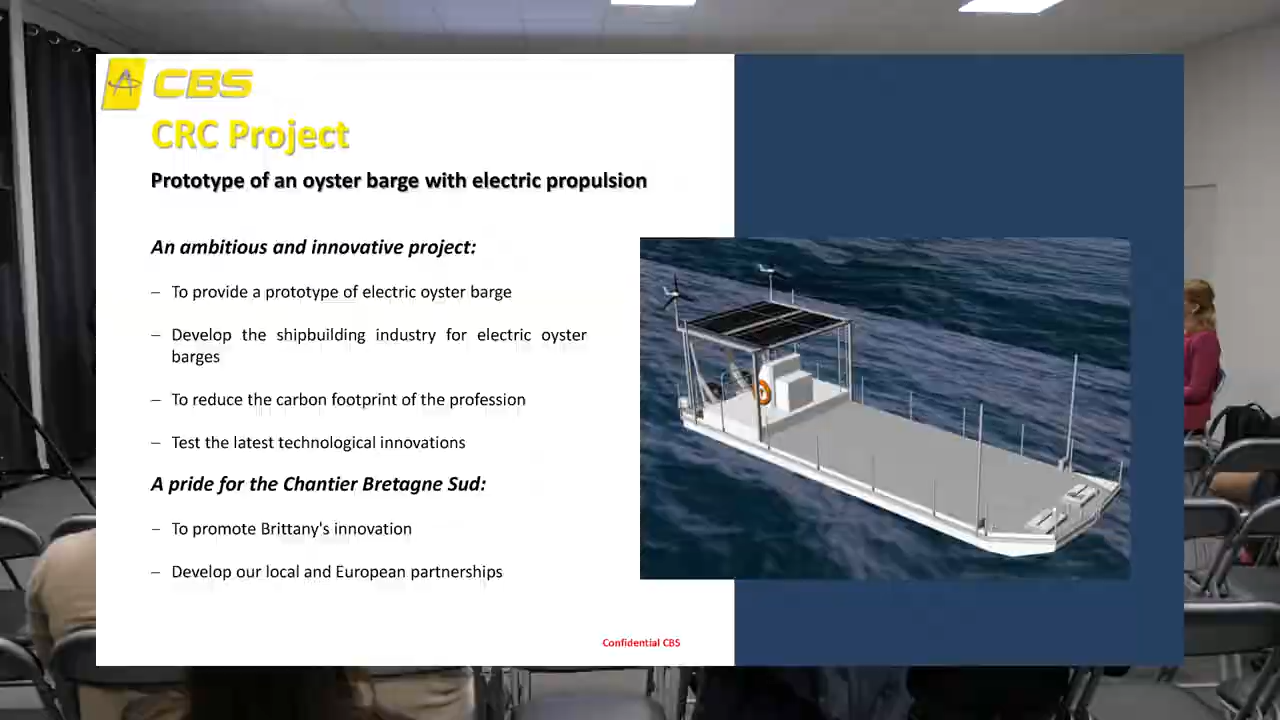 CBS
CRC Project
Prototype of an oyster barge with electric propulsion
An ambitious and innovative project:
– To provide a prototype of electric oyster barge
– Develop the shipbuilding industry for electric oyster
barges
– To reduce the carbon footprint of the profession
– Test the latest technological innovations
A pride for the Chantier Bretagne Sud:
– To promote Brittany's innovation
– Develop our local and European partnerships
Confidential CBS